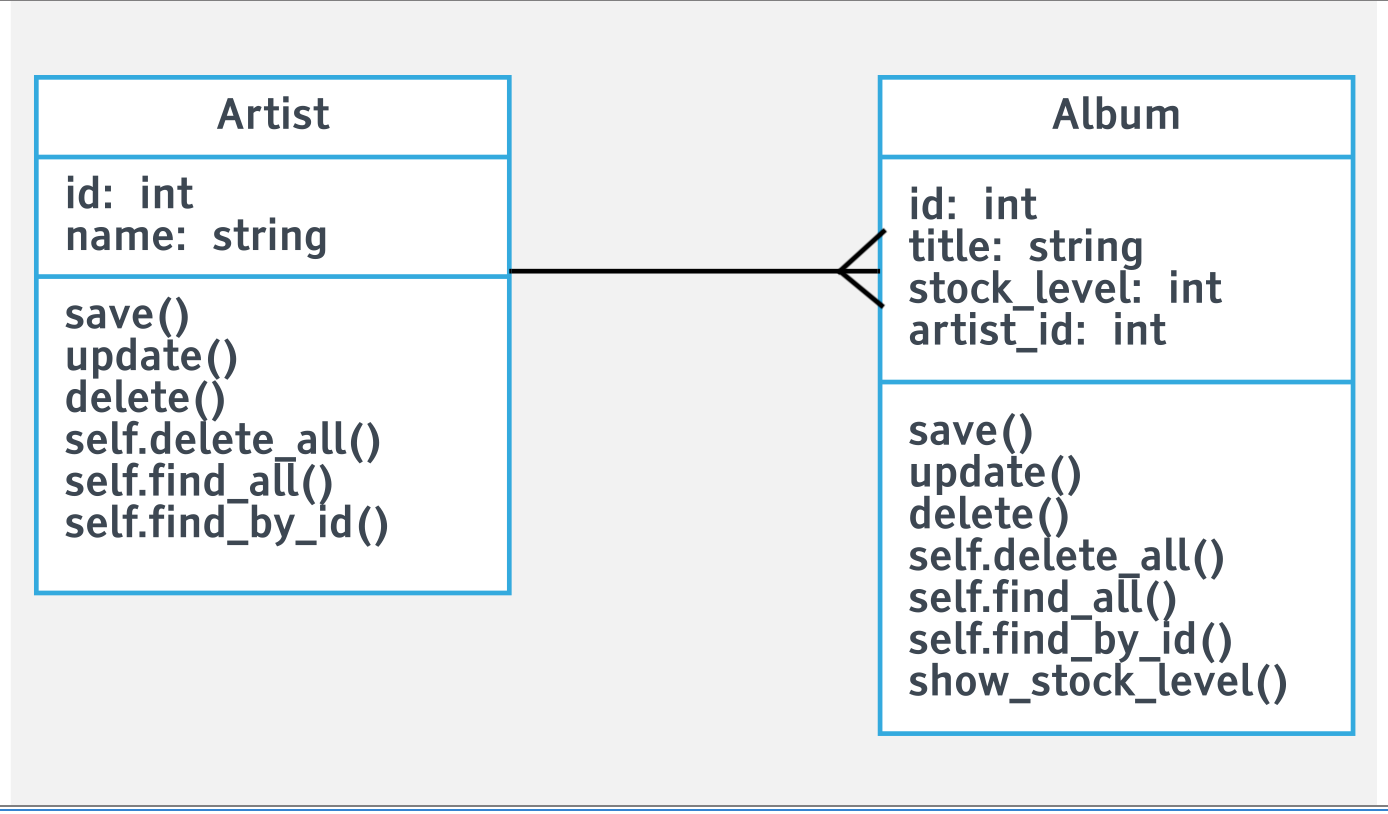 Artist
id: int
name: string
save()
update()
delete()
self.delete_all()
self.find_all()
self.find_by_id()
Album
id: int
title: string
stock_level: int
artist_id: int
save()
update()
delete()
self.delete_all()
self.find_all()
self.find_by_id()
show_stock_level()